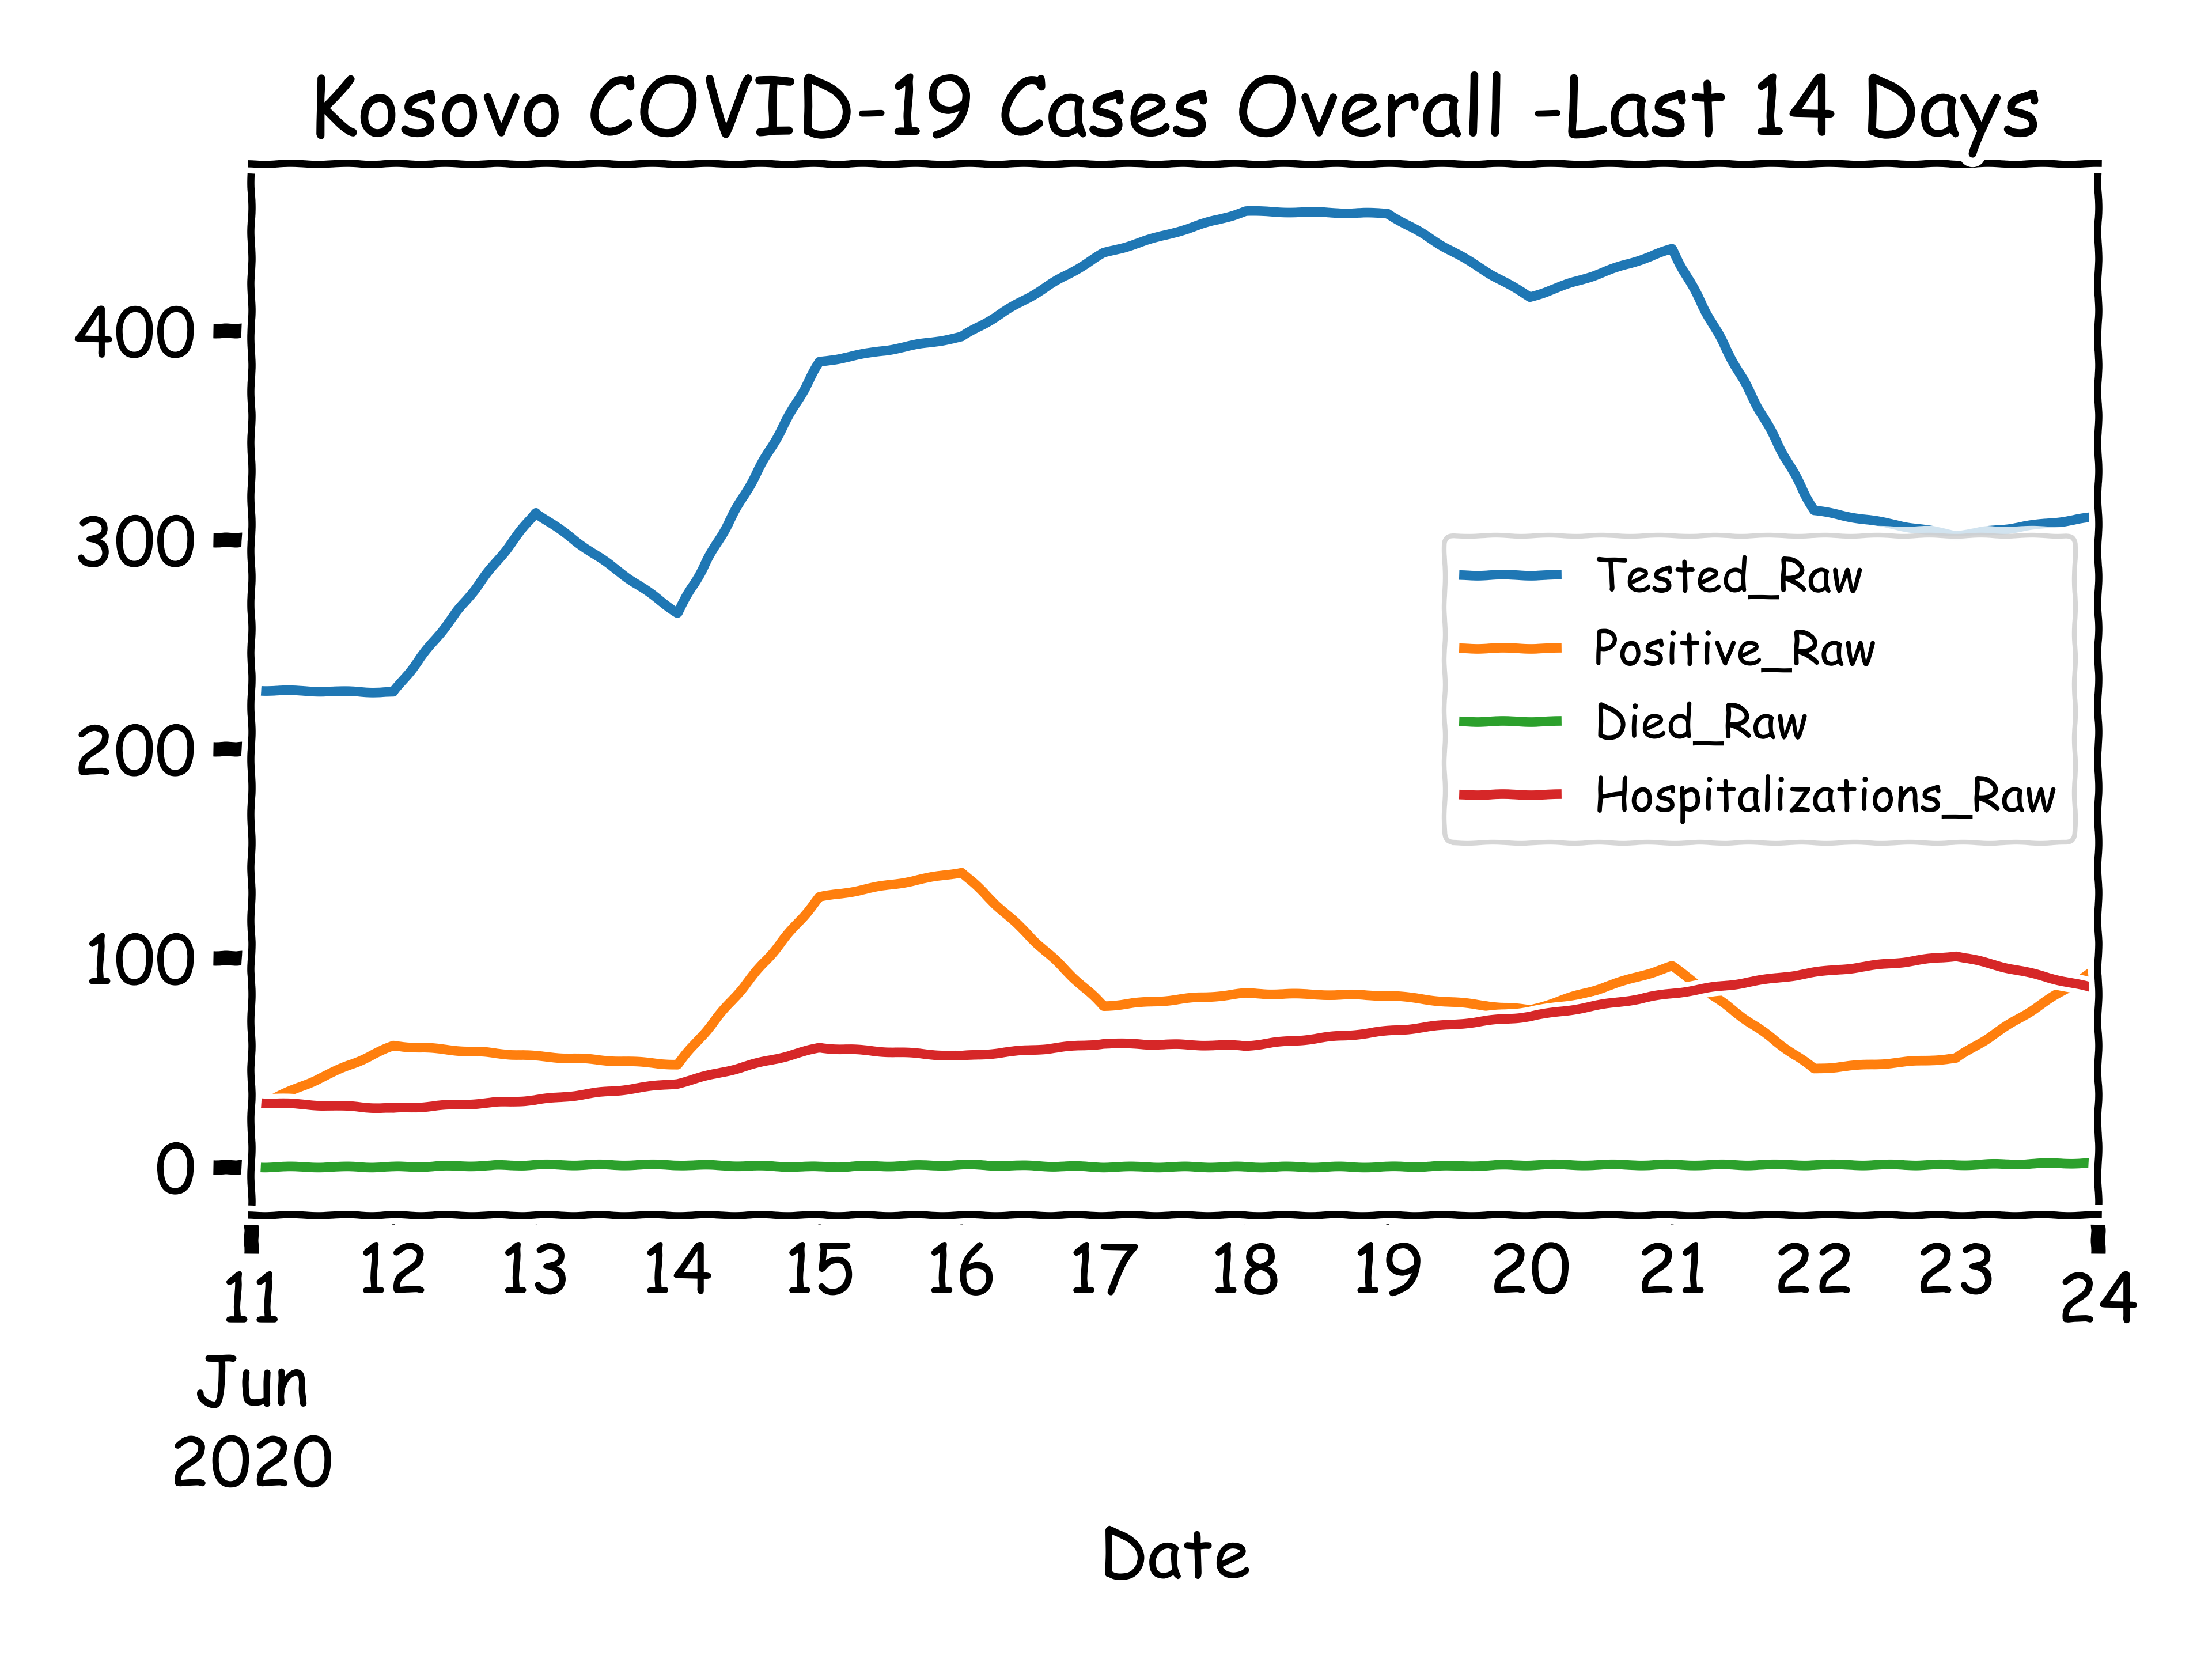 Kosovo COVID-19 Cases Overall -Last 14 Days
400
300
200
100
0
Tested_Raw
Positive_Raw
Died_Raw
Hospitalizations_Raw
11 12 13 14 15 16 17 18 19 20 21 22 23 24
Jun
2020
Date